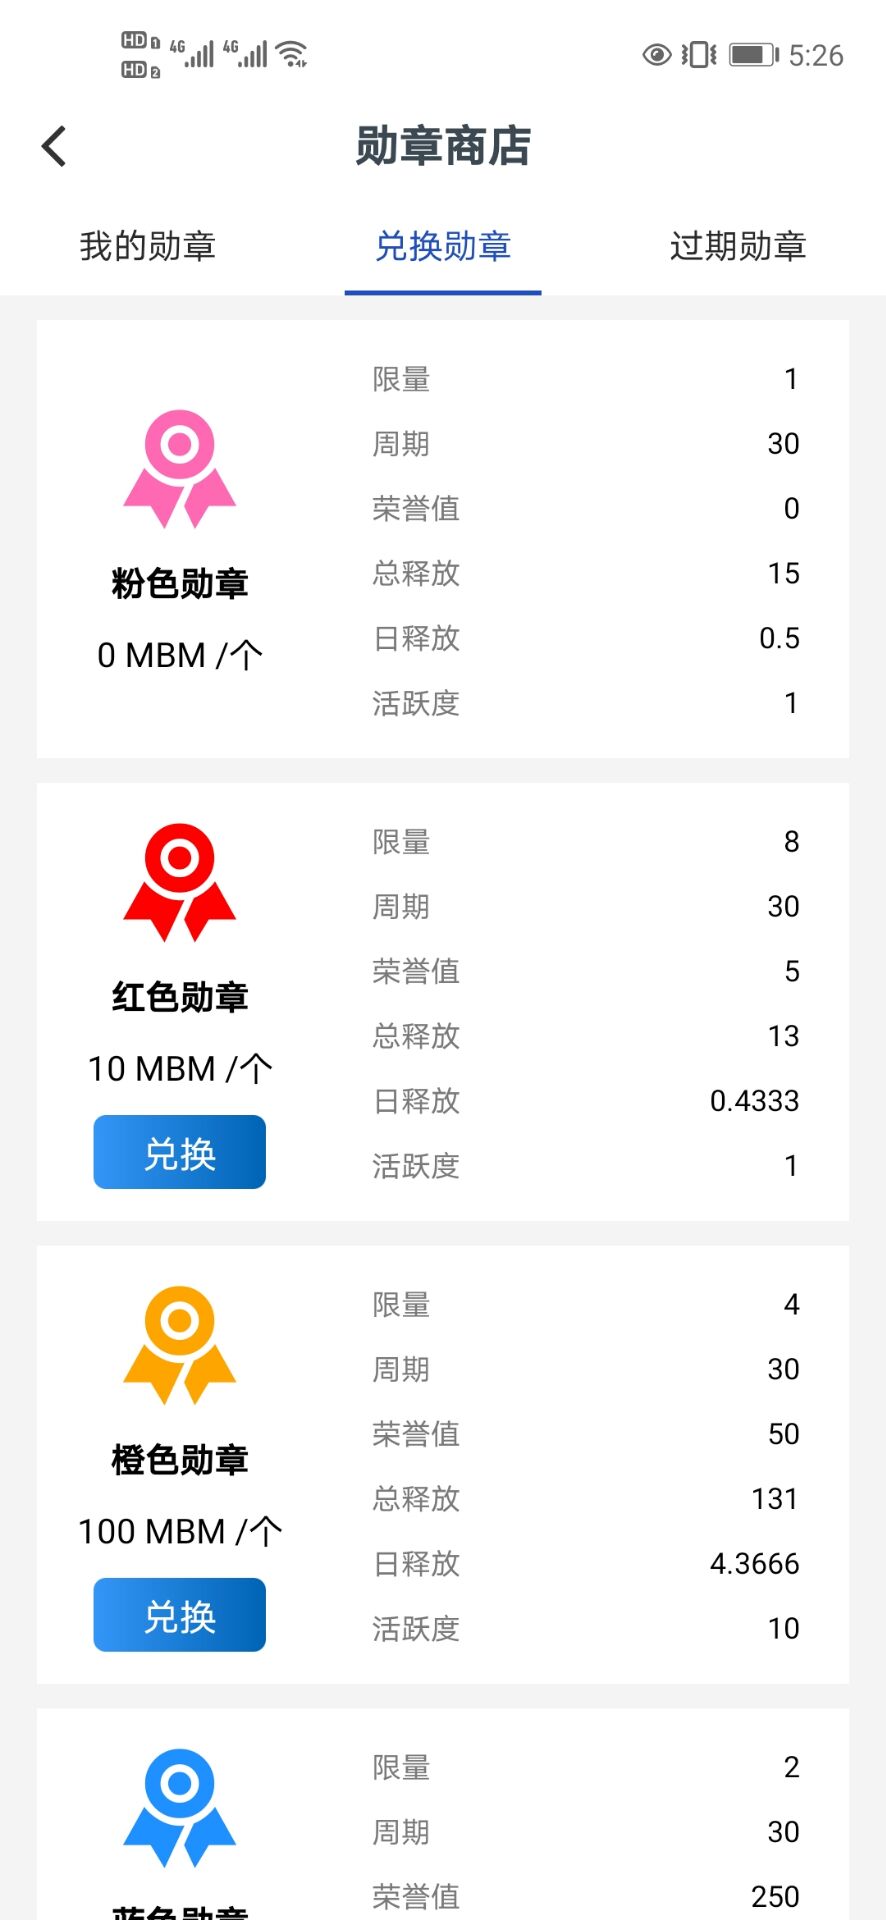 HD 1 4G 4G
HD 2
5:26
勋章商店
我的勋章 兑换勋章 过期勋章
限量 1
周期 30
荣誉值 0
总释放 15
日释放 0.5
活跃度 1
粉色勋章
0 MBM /个
限量 8
周期 30
荣誉值 5
总释放 13
日释放 0.4333
活跃度 1
红色勋章
10 MBM /个
兑换
限量 4
周期 30
荣誉值 50
总释放 131
日释放 4.3666
活跃度 10
橙色勋章
100 MBM /个
兑换
限量 2
周期 30
荣誉值 250
蓝色勋章